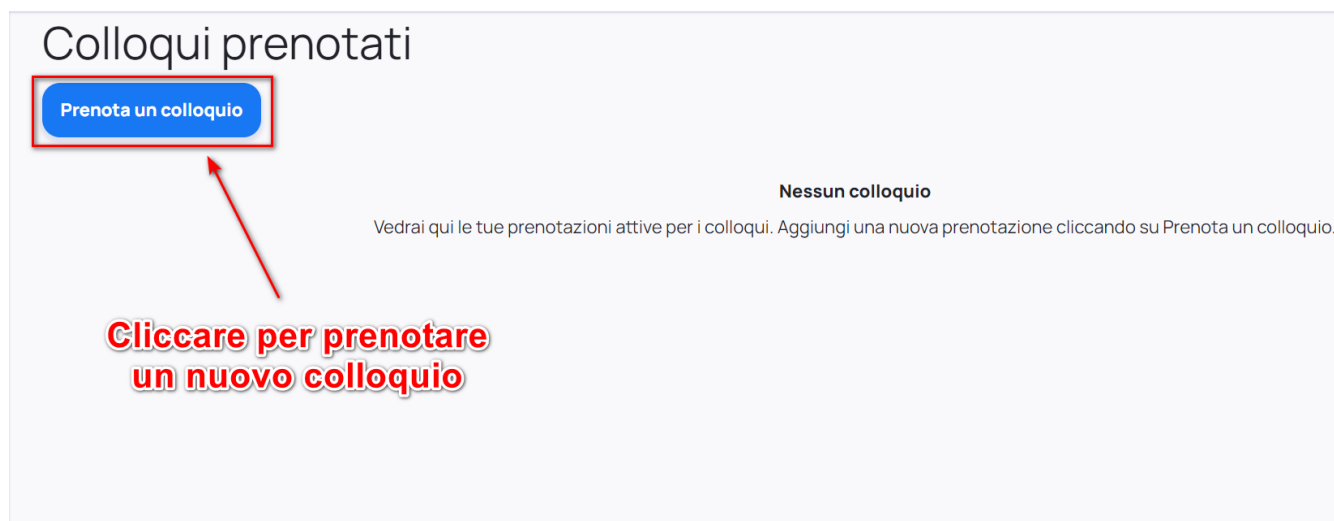 Colloqui prenotati
Prenota un colloquio
Nessun colloquio
Vedrai qui le tue prenotazioni attive per i colloqui. Aggiungi una nuova prenotazione cliccando su Prenota un colloquio.
Cliccare per prenotare
un nuovo colloquio